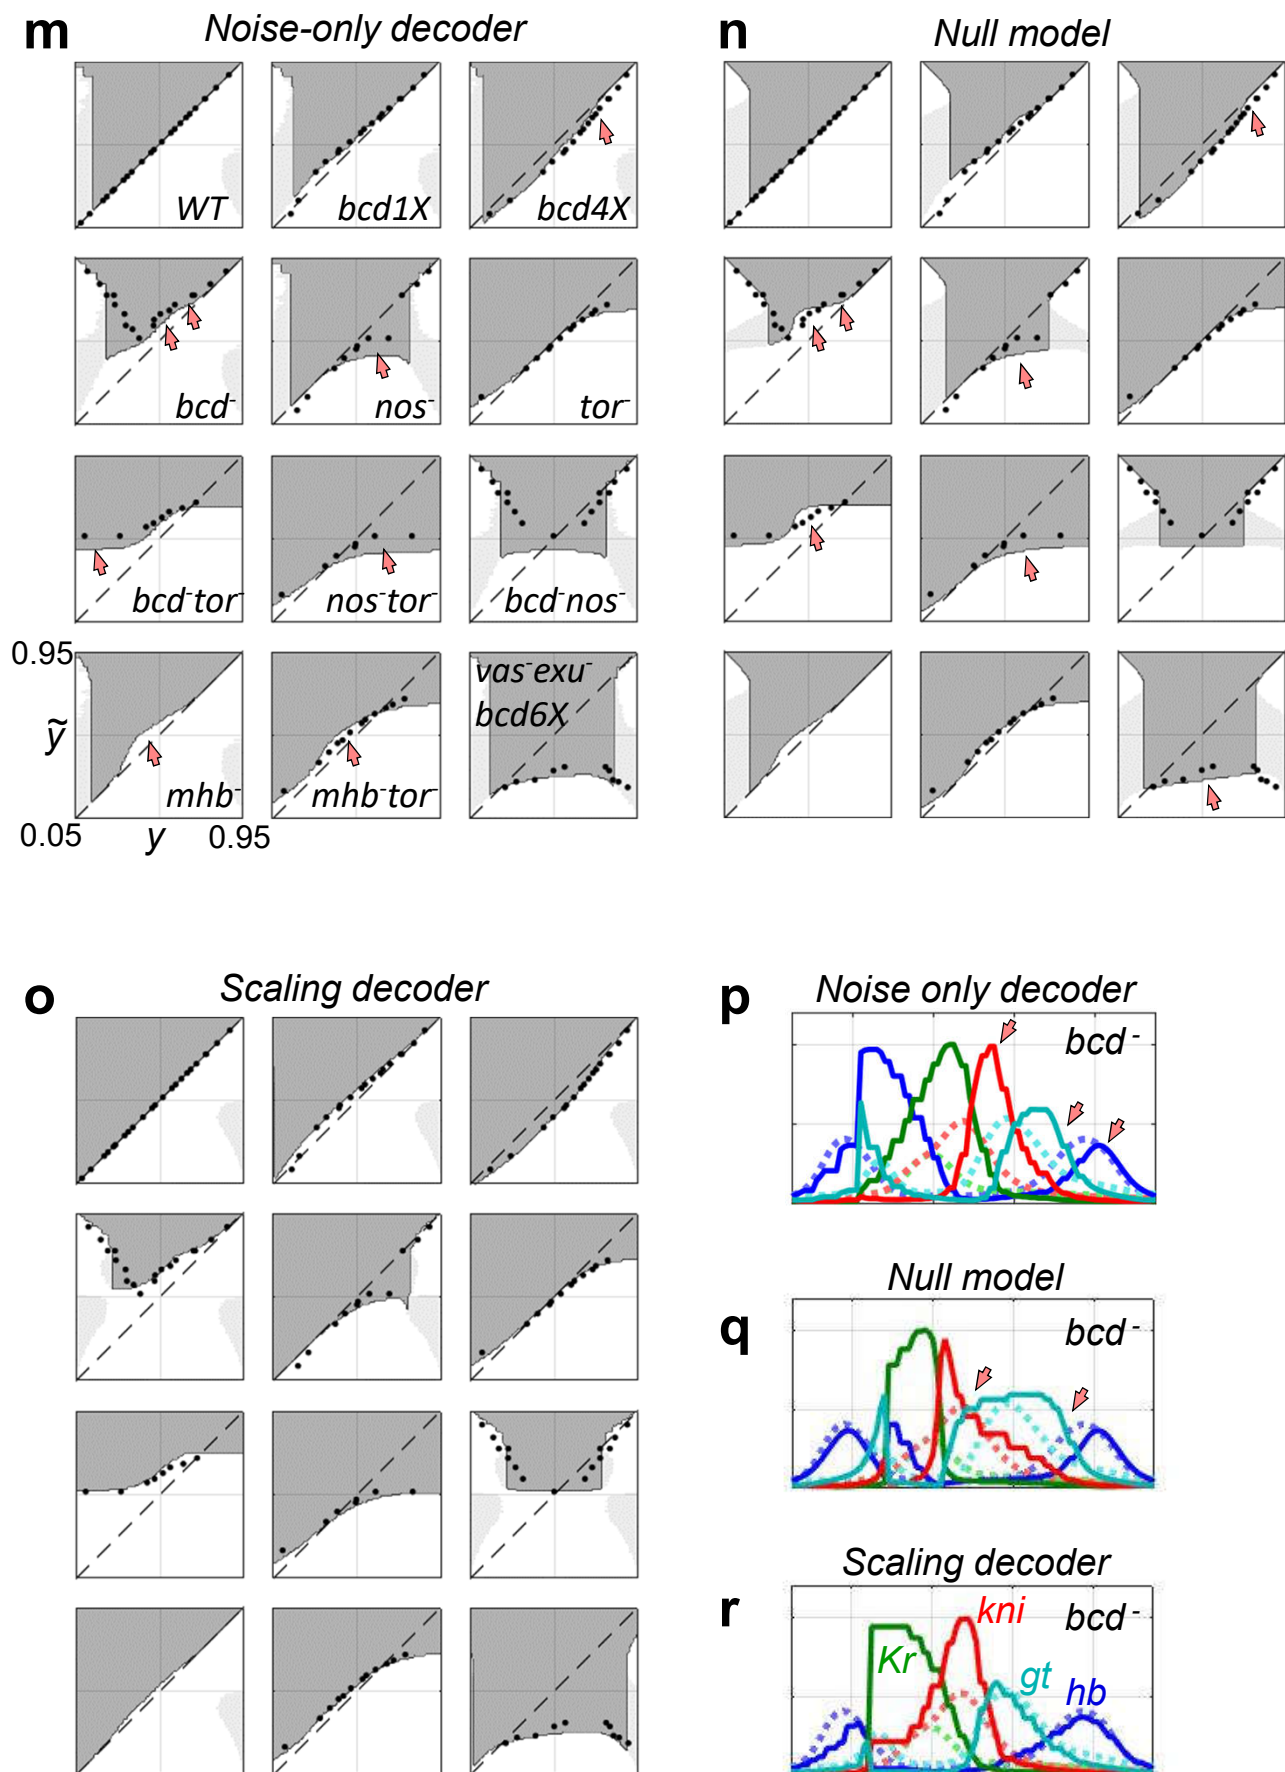 m Noise-only decoder
WT
bcd1X
bcd4X
bcd-
nos-
tor-
bcd-tor-
nos-tor-
bcd-nos-
0.95
ỹ
mhb-
mhb-tor-
vas-exu-
bcd6X
0.05 y 0.95
n Null model
o Scaling decoder
p Noise only decoder
bcd -
q Null model
bcd -
r Scaling decoder
kni
bcd -
Kr
gt
hb